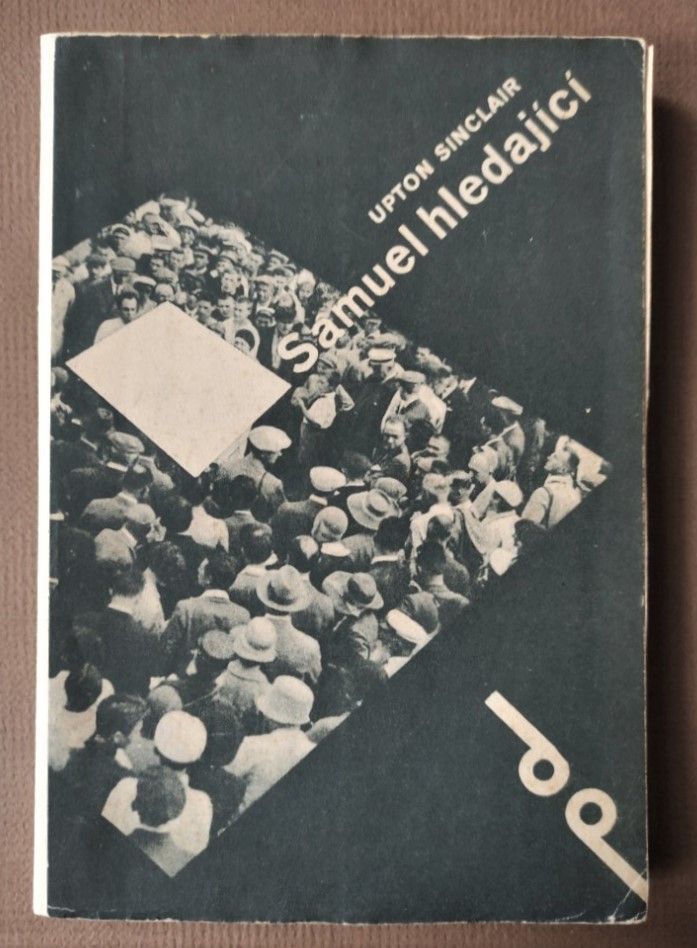 UPTON SINCLAIR
Samuel hledající
dp